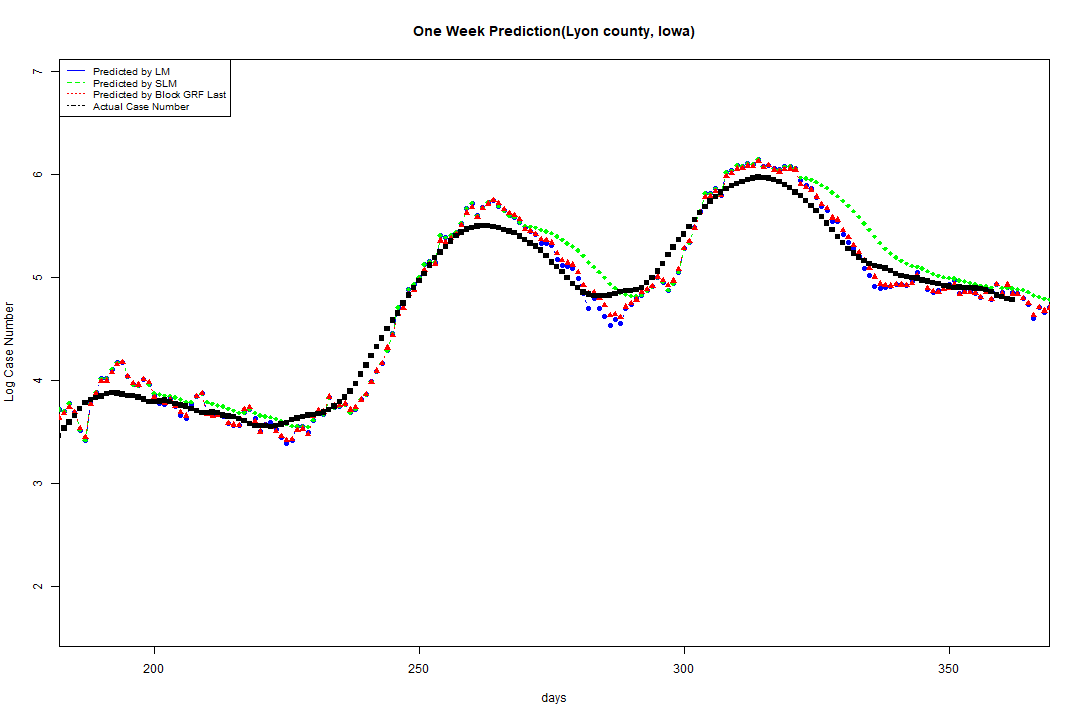 One Week Prediction(Lyon county, Iowa)
Predicted by LM
Predicted by SLM
Predicted by Block GRF Last
Actual Case Number
7
6
5
4
3
2
Log Case Number
200 250 300 350
days